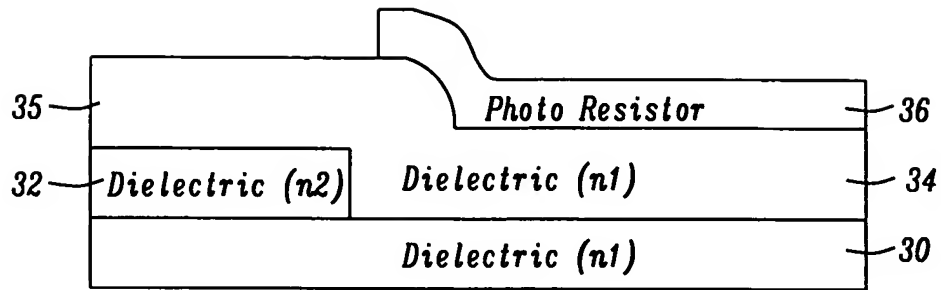 35
Photo Resistor
36
32
Dielectric (n2)
Dielectric (n1)
34
Dielectric (n1)
30